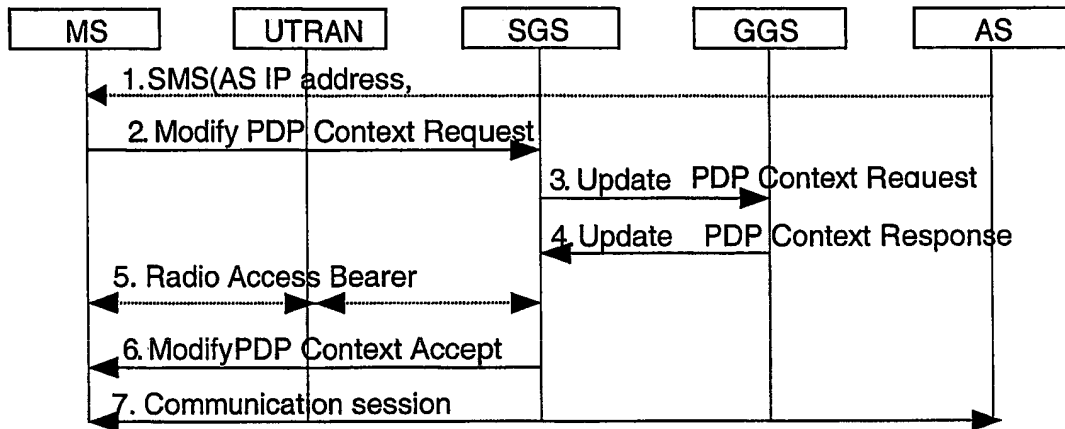 MS UTRAN SGS GGS AS
1.SMS(AS IP address,
2. Modify PDP Context Request
3. Update PDP Context Request
4. Update PDP Context Response
5. Radio Access Bearer
6. ModifyPDP Context Accept
7. Communication session